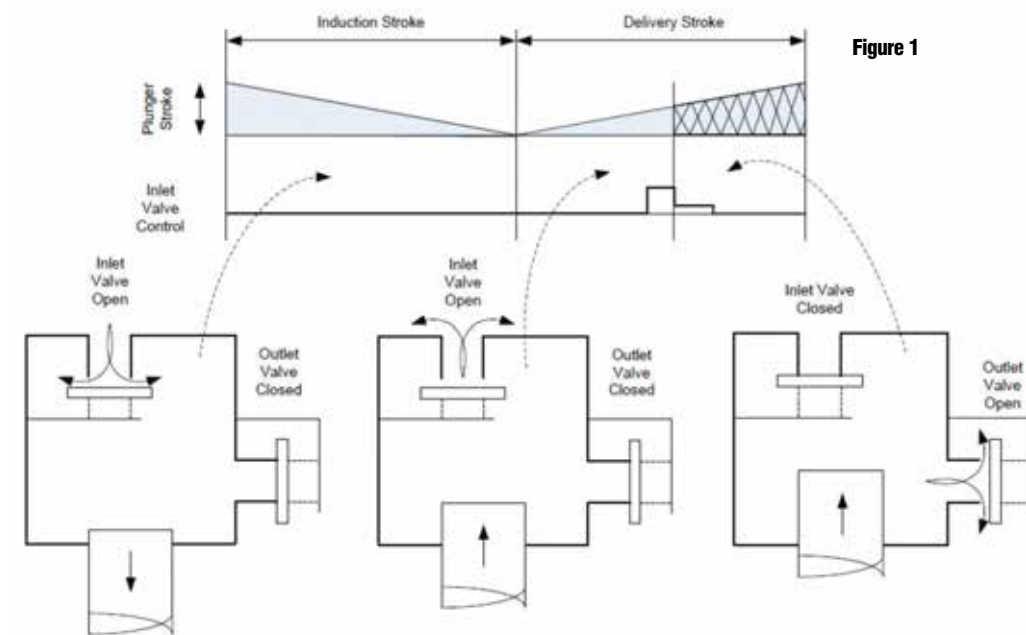 Induction Stroke
Delivery Stroke
Figure 1
Plunger
Stroke
Inlet
Valve
Control
Inlet
Valve
Open
Outlet
Valve
Closed
Inlet
Valve
Open
Outlet
Valve
Closed
Inlet Valve
Closed
Outlet
Valve
Open